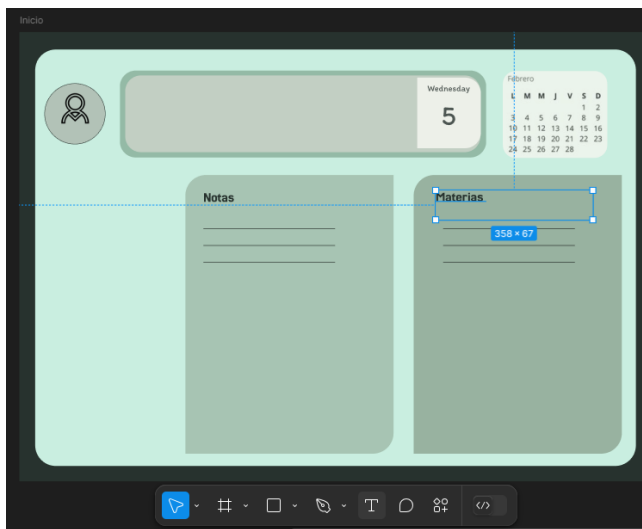 Inicio
Wednesday
5
Febrero
L M M J V S D
1 2
3 4 5 6 7 8 9
10 11 12 13 14 15 16
17 18 19 20 21 22 23
24 25 26 27 28
Notas
Materias
358 × 67